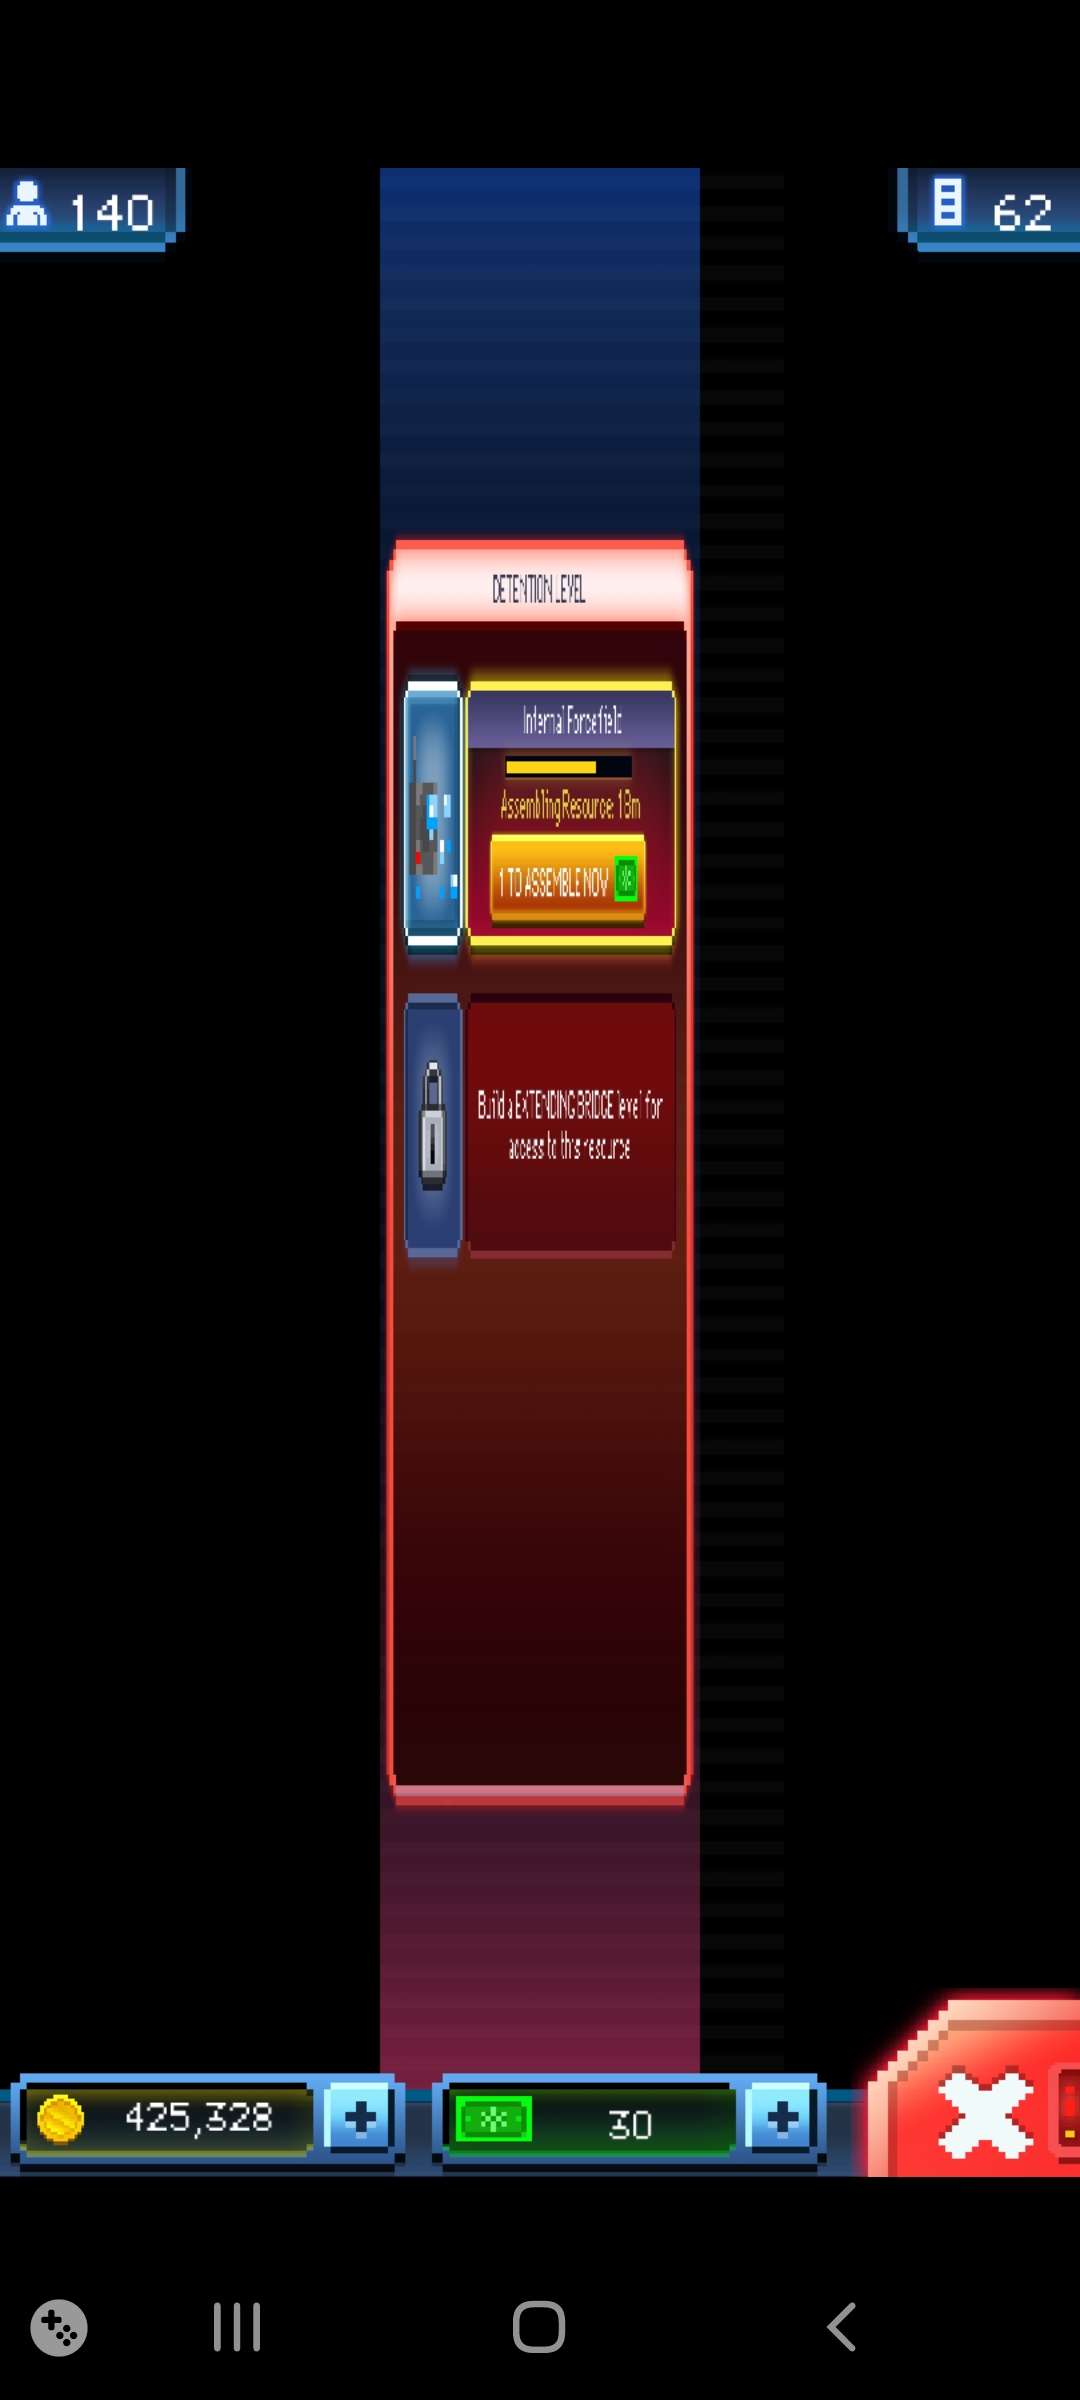 140
62
DETENTION LEVEL
Internal Forcefield
Assembling Resource: 18m
1 TO ASSEMBLE NOW
Build a EXTENDING BRIDGE level for
access to this resource
425,328
30